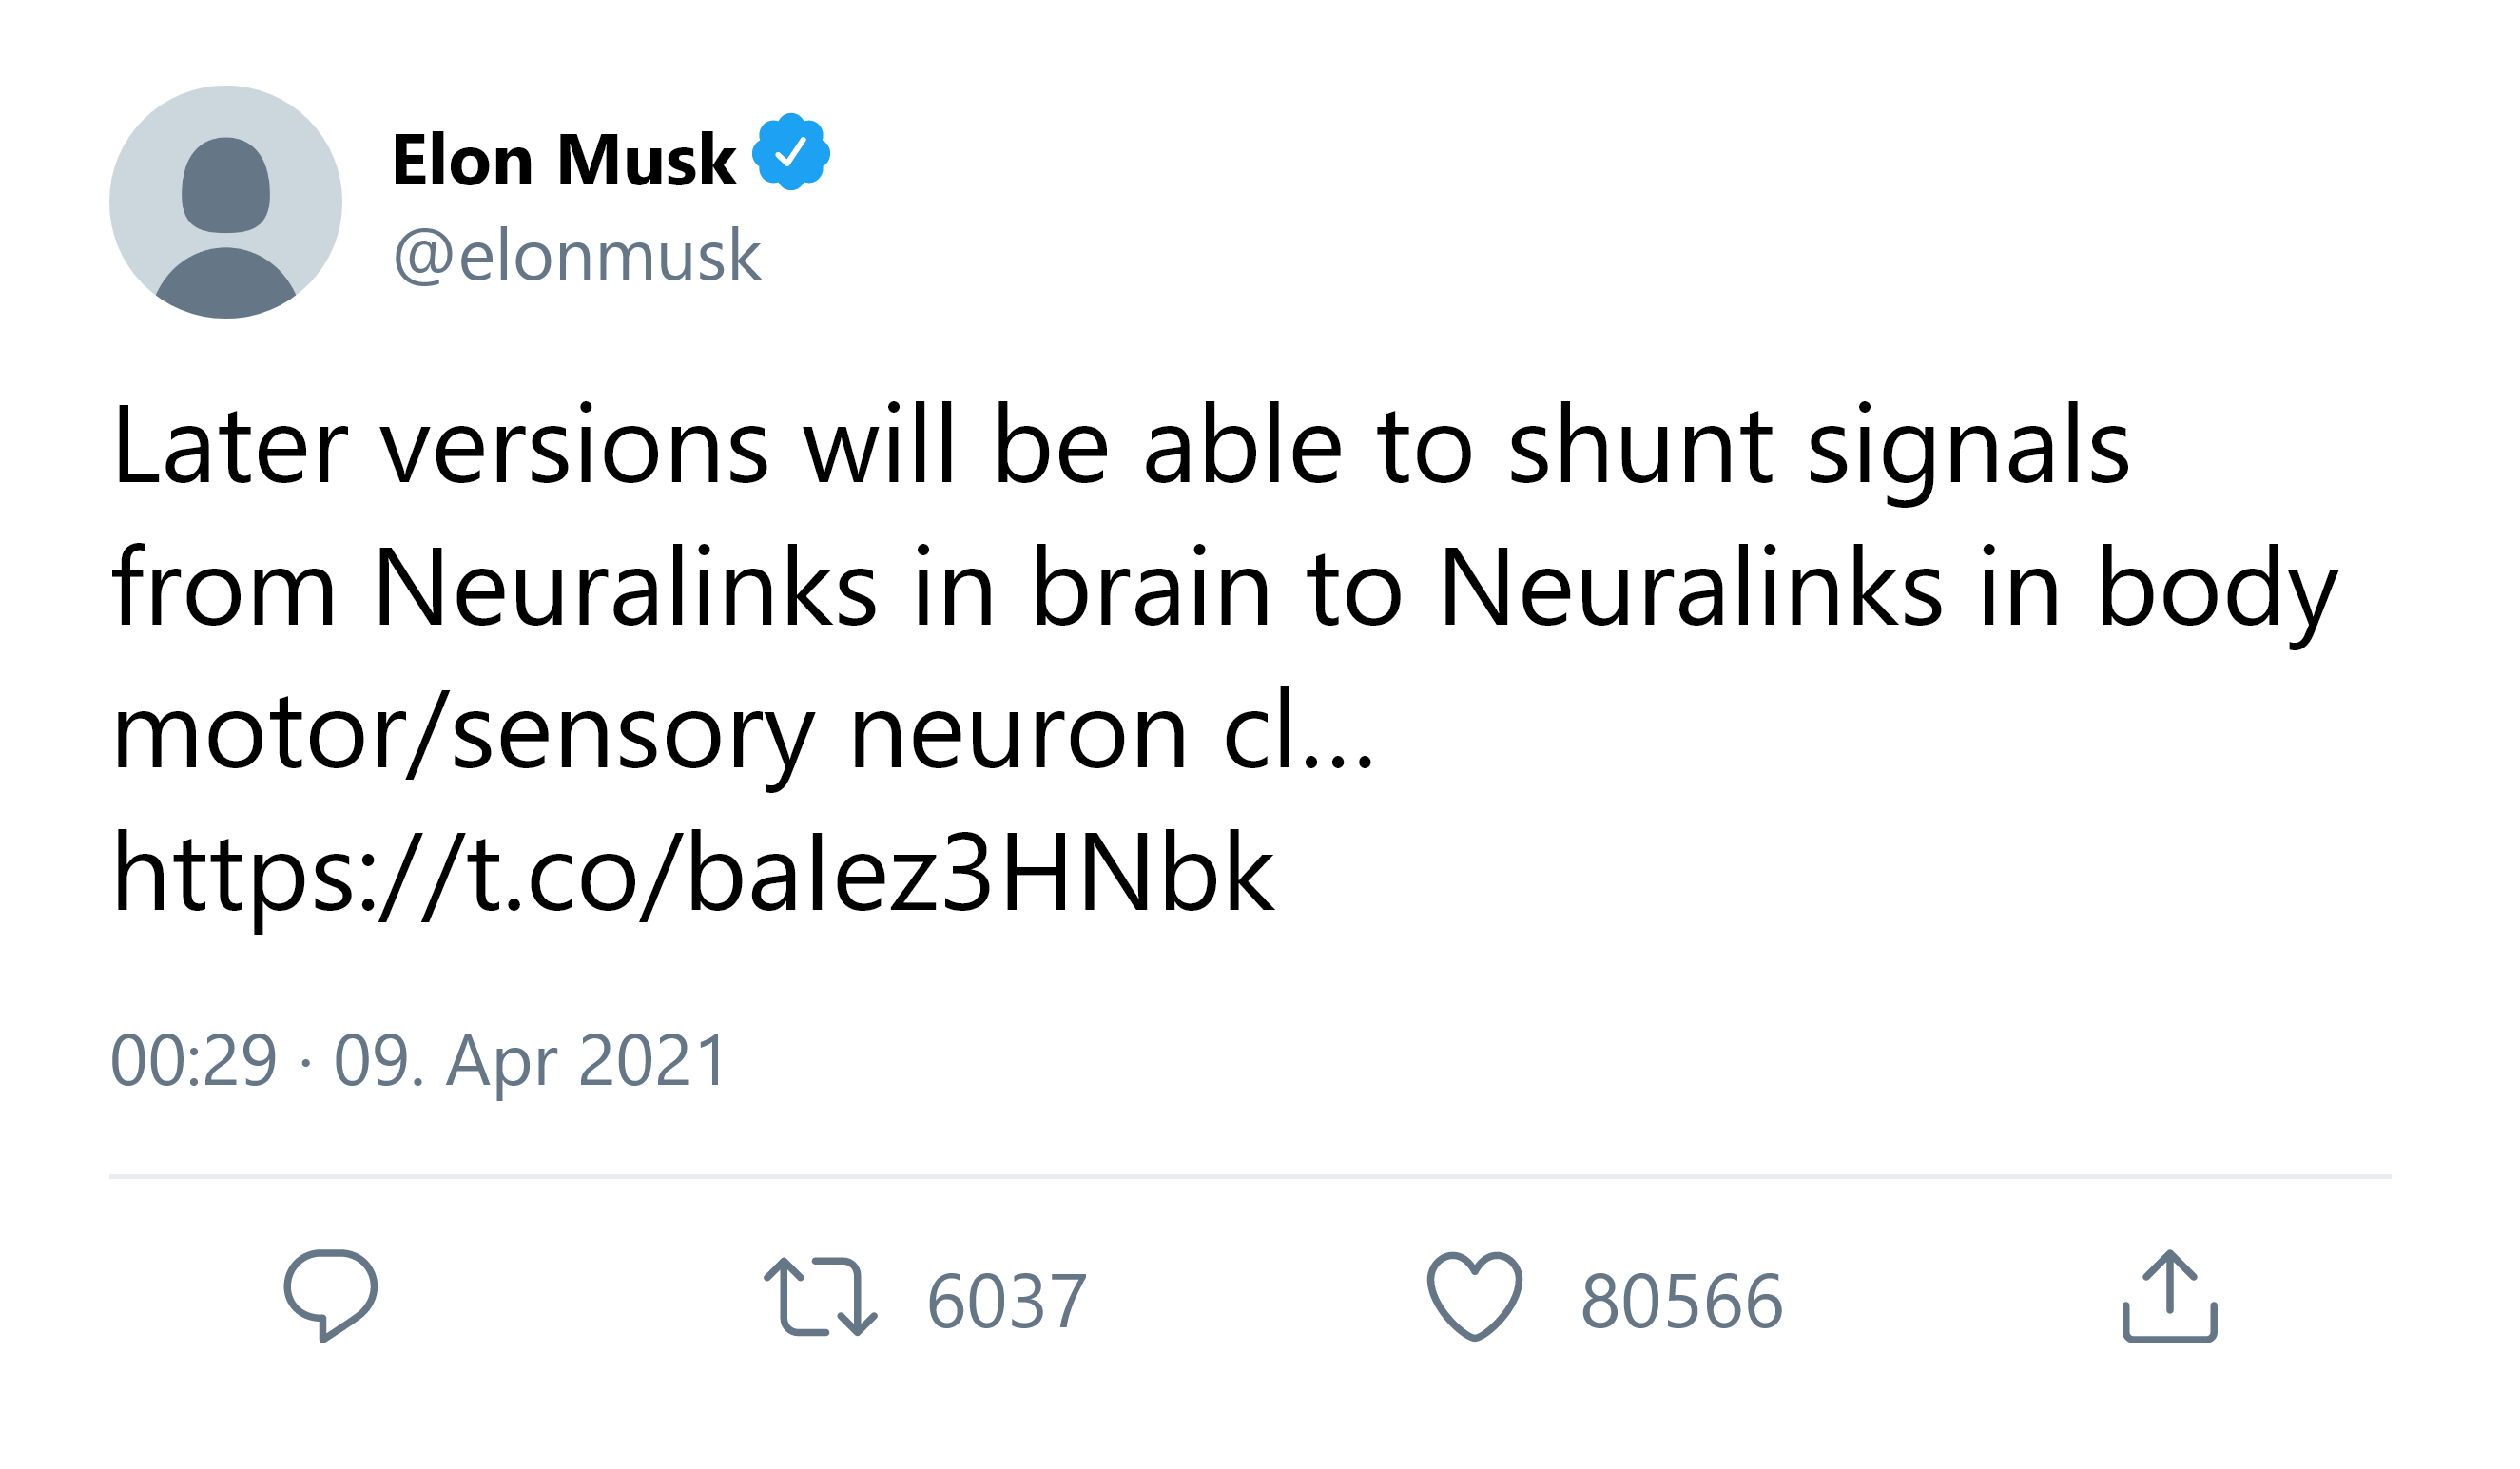 Elon Musk
@elonmusk
Later versions will be able to shunt signals
from Neuralinks in brain to Neuralinks in body
motor/sensory neuron cl...
https://t.co/balez3HNbk
00:29 · 09. Apr 2021
6037 80566